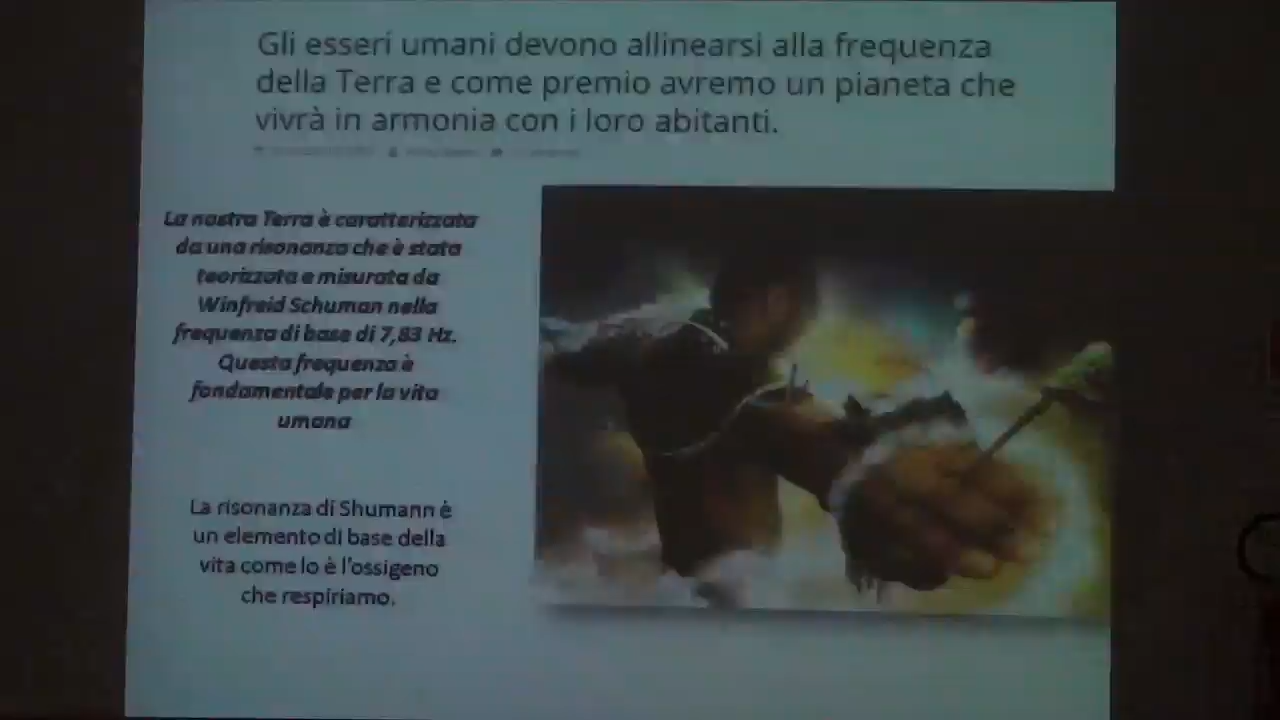 Gli esseri umani devono allinearsi alla frequenza
della Terra e come premio avremo un pianeta che
vivrà in armonia con i loro abitanti.
La nostra Terra è caratterizzata
da una risonanza che è stata
teorizzata e misurata da
Winfreid Schuman nella
frequenza di base di 7,83 Hz.
Questa frequenza è
fondamentale per la vita
umana
La risonanza di Shumann è
un elemento di base della
vita come lo è l'ossigeno
che respiriamo.